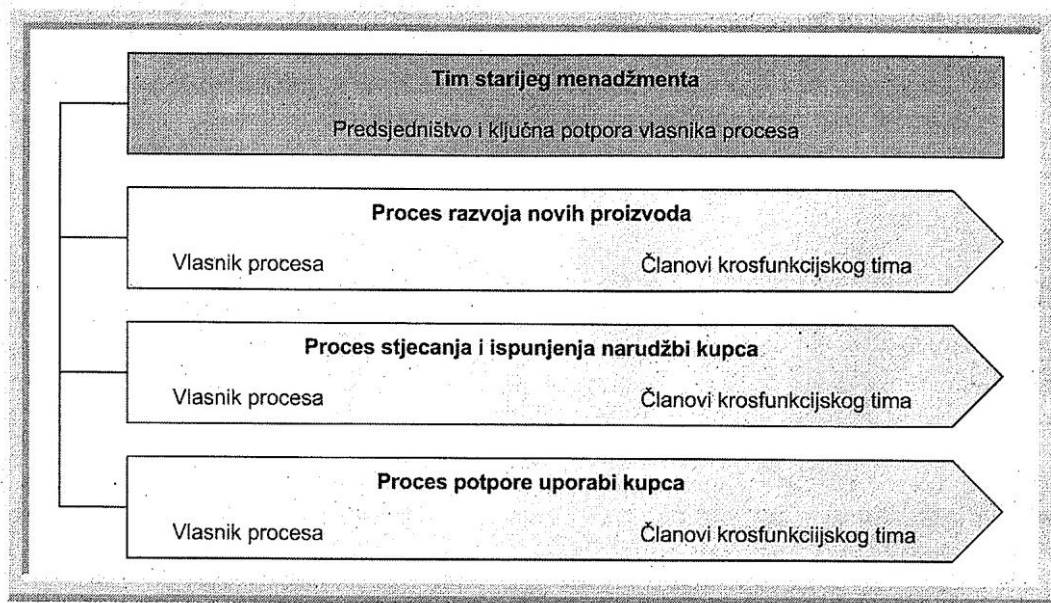 Tim starijeg menadžmenta
Predsjedništvo i ključna potpora vlasnika procesa
Proces razvoja novih proizvoda
Vlasnik procesa Članovi krosfunkcijskog tima
Proces stjecanja i ispunjenja narudžbi kupca
Vlasnik procesa Članovi krosfunkcijskog tima
Proces potpore uporabi kupca
Vlasnik procesa Članovi krosfunkciijskog tima